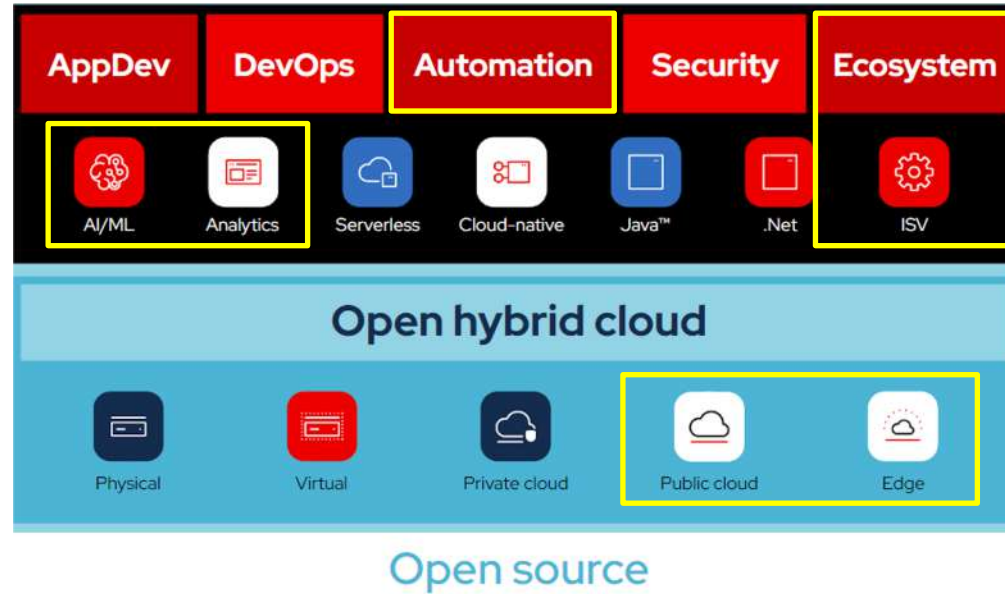 AppDev DevOps Automation Security Ecosystem
AI/ML Analytics Serverless Cloud-native Java™ .Net ISV
Open hybrid cloud
Physical Virtual Private cloud Public cloud Edge
Open source